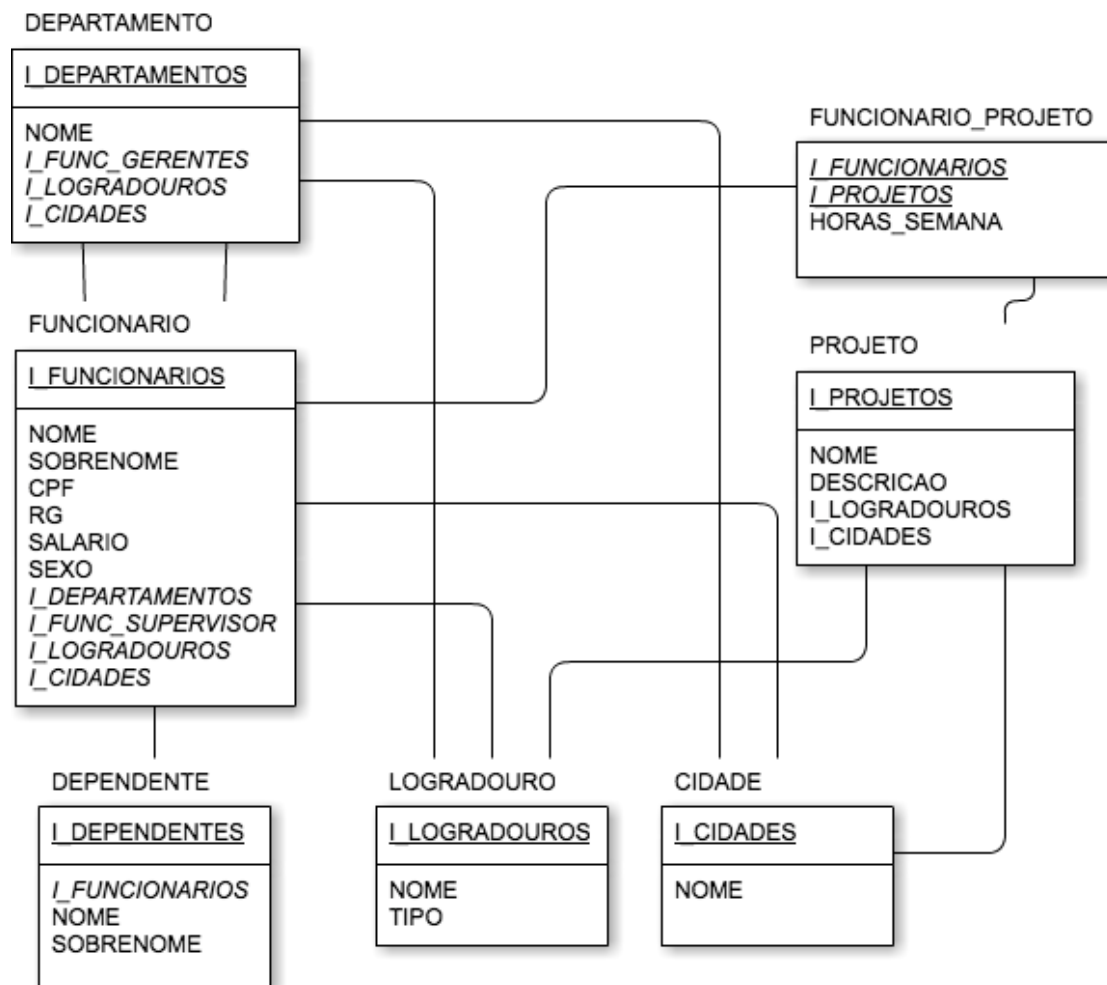 DEPARTAMENTO
I_DEPARTAMENTOS
NOME
I_FUNC_GERENTES
I_LOGRADOUROS
I_CIDADES
FUNCIONARIO_PROJETO
I_FUNCIONARIOS
I_PROJETOS
HORAS_SEMANA
FUNCIONARIO
I_FUNCIONARIOS
NOME
SOBRENOME
CPF
RG
SALARIO
SEXO
I_DEPARTAMENTOS
I_FUNC_SUPERVISOR
I_LOGRADOUROS
I_CIDADES
PROJETO
I_PROJETOS
NOME
DESCRICAO
I_LOGRADOUROS
I_CIDADES
DEPENDENTE
I_DEPENDENTES
I_FUNCIONARIOS
NOME
SOBRENOME
LOGRADOURO
I_LOGRADOUROS
NOME
TIPO
CIDADE
I_CIDADES
NOME